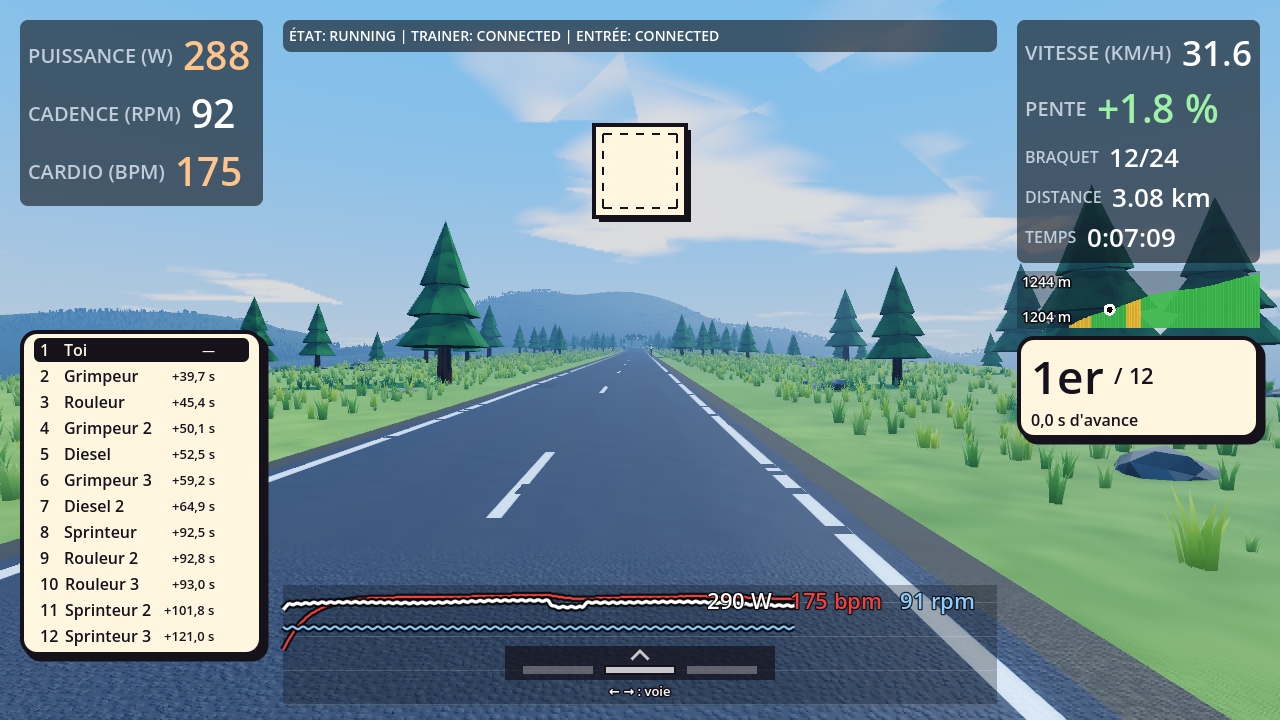 PUISSANCE (W) 288
CADENCE (RPM) 92
CARDIO (BPM) 175
ÉTAT: RUNNING | TRAINER: CONNECTED | ENTRÉE: CONNECTED
VITESSE (KM/H) 31.6
PENTE +1.8 %
BRAQUET 12/24
DISTANCE 3.08 km
TEMPS 0:07:09
1244 m
1204 m
1er / 12
0,0 s d'avance
1 Toi —
2 Grimpeur +39,7 s
3 Rouleur +45,4 s
4 Grimpeur 2 +50,1 s
5 Diesel +52,5 s
6 Grimpeur 3 +59,2 s
7 Diesel 2 +64,9 s
8 Sprinteur +92,5 s
9 Rouleur 2 +92,8 s
10 Rouleur 3 +93,0 s
11 Sprinteur 2 +101,8 s
12 Sprinteur 3 +121,0 s
290 W 175 bpm 91 rpm
← → : voie